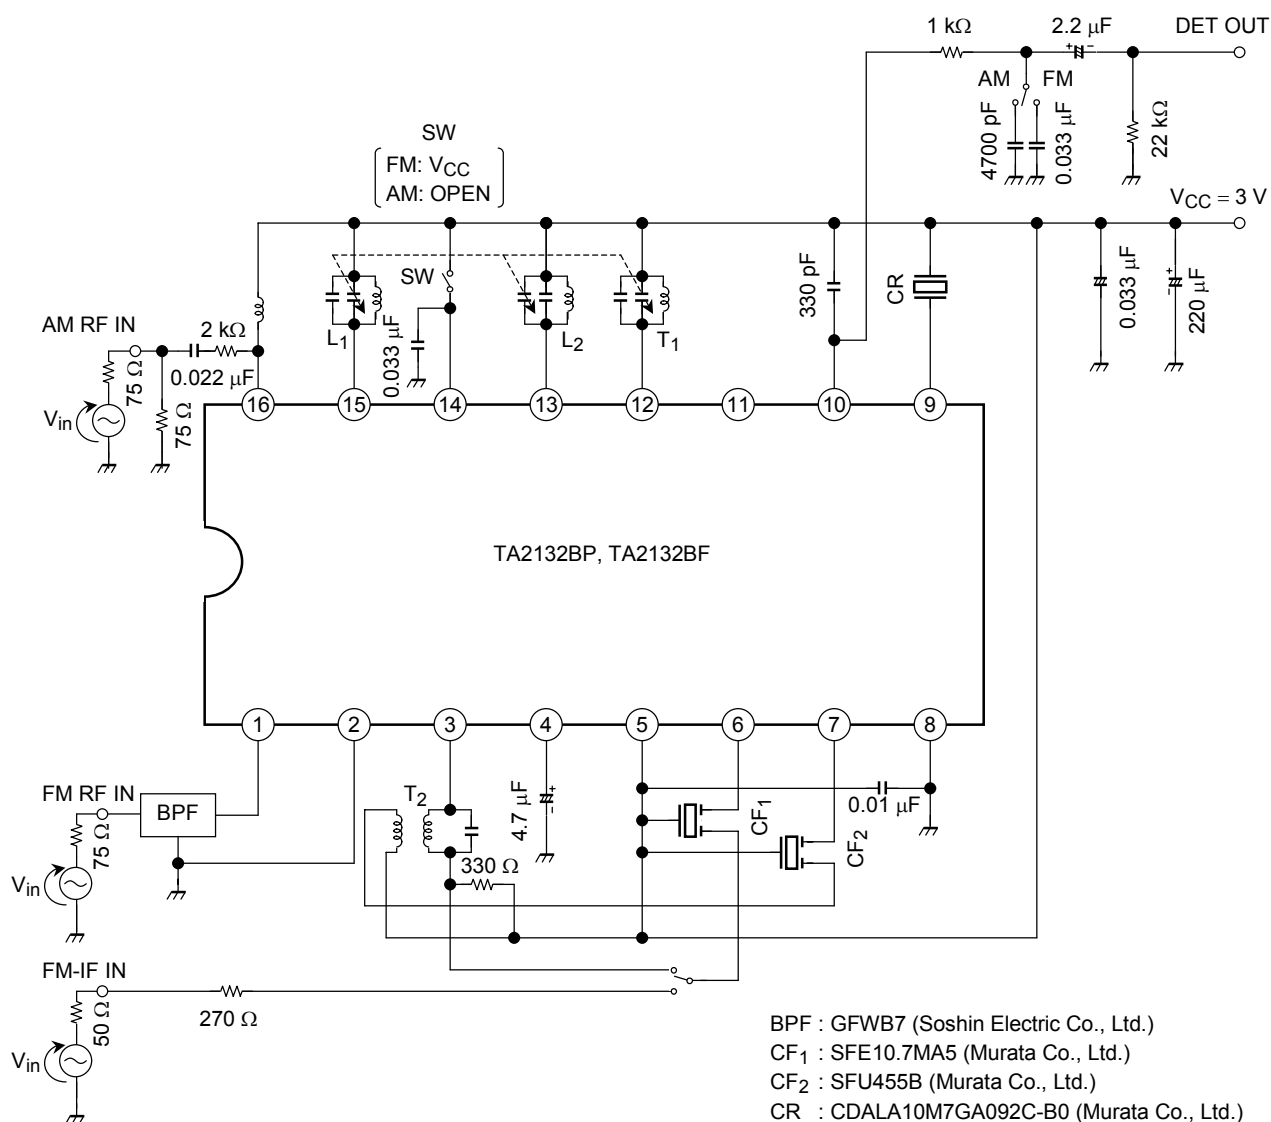 1 kΩ
2.2 μF
DET OUT
+
-
AM
FM
4700 pF
0.033 μF
22 kΩ
SW
FM: VCC
AM: OPEN
VCC = 3 V
SW
L1
0.033 μF
L2
T1
330 pF
CR
0.033 μF
+
-
220 μF
AM RF IN
2 kΩ
0.022 μF
75 Ω
Vin
75 Ω
16
15
14
13
12
11
10
9
TA2132BP, TA2132BF
1
2
3
4
5
6
7
8
FM RF IN
BPF
75 Ω
Vin
T2
330 Ω
4.7 μF
+
-
CF1
CF2
0.01 μF
FM-IF IN
50 Ω
270 Ω
Vin
BPF : GFWB7 (Soshin Electric Co., Ltd.)
CF1 : SFE10.7MA5 (Murata Co., Ltd.)
CF2 : SFU455B (Murata Co., Ltd.)
CR : CDALA10M7GA092C-B0 (Murata Co., Ltd.)